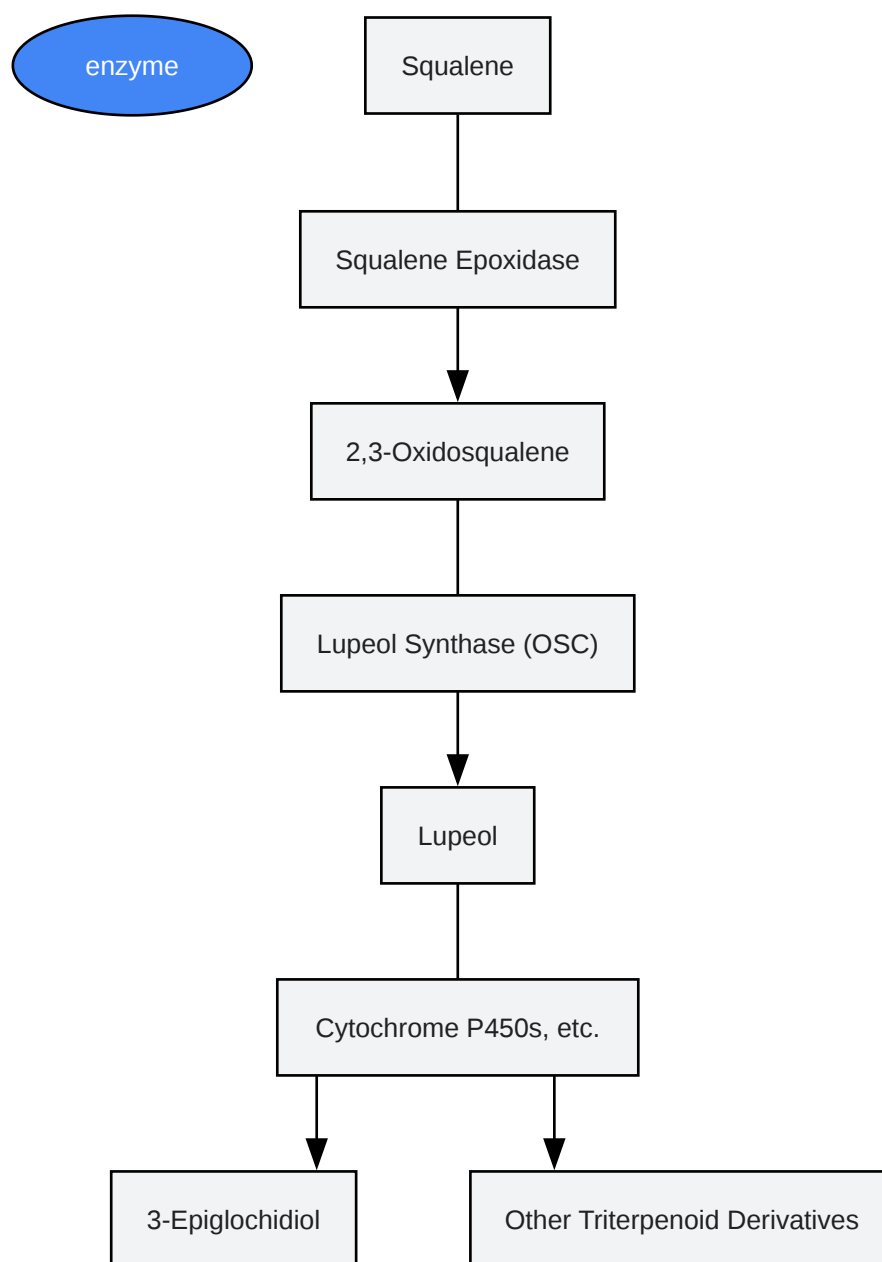 enzyme
Squalene
Squalene Epoxidase
2,3-Oxidosqualene
Lupeol Synthase (OSC)
Lupeol
Cytochrome P450s, etc.
3-Epiglochidiol
Other Triterpenoid Derivatives